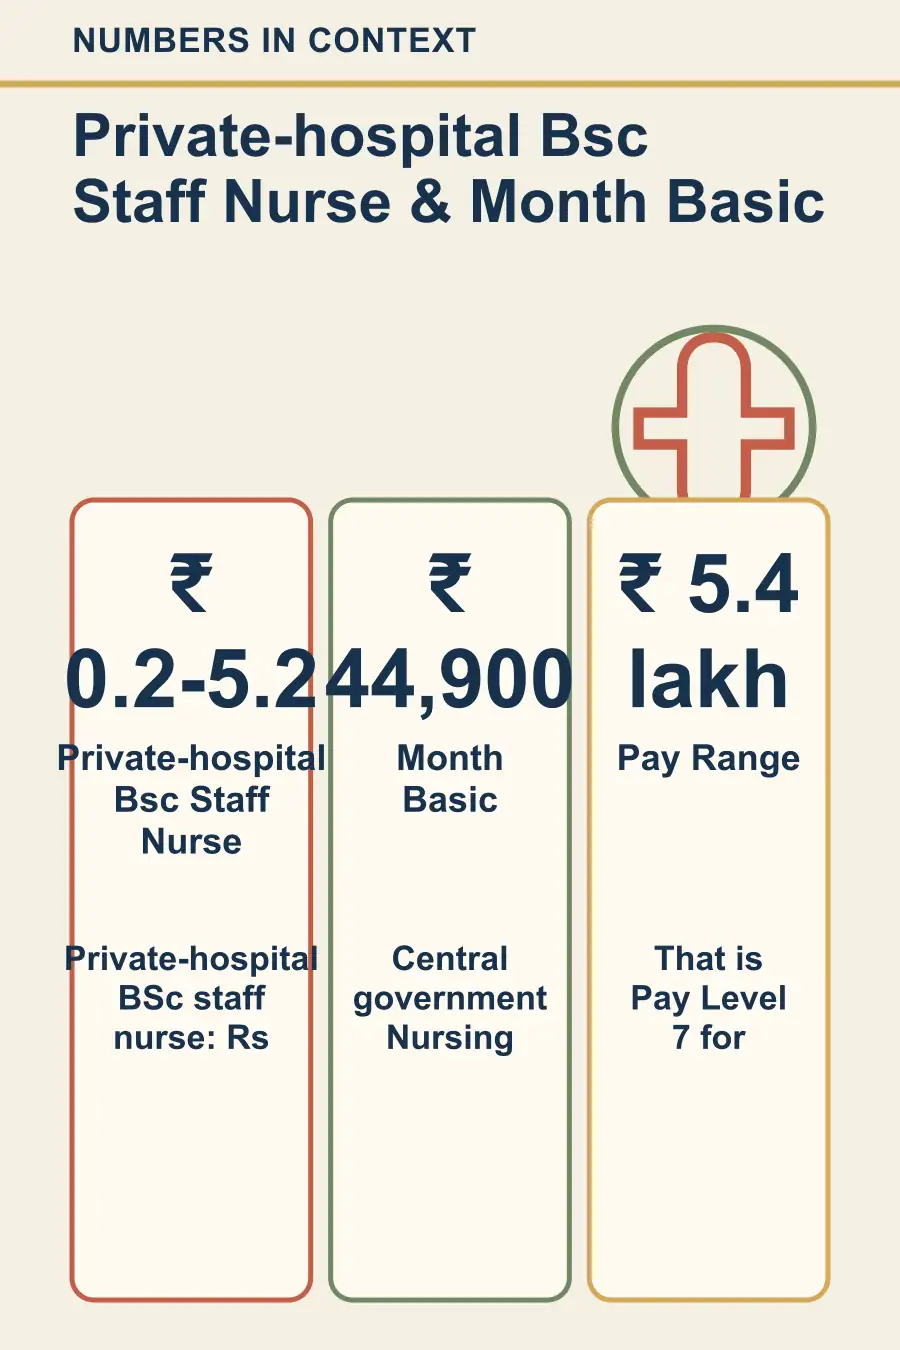 NUMBERS IN CONTEXT
Private-hospital Bsc
Staff Nurse & Month Basic
₹
0.2-5.2
Private-hospital
Bsc Staff
Nurse
Private-hospital
BSc staff
nurse: Rs
₹
44,900
Month
Basic
Central
government
Nursing
₹ 5.4
lakh
Pay Range
That is
Pay Level
7 for